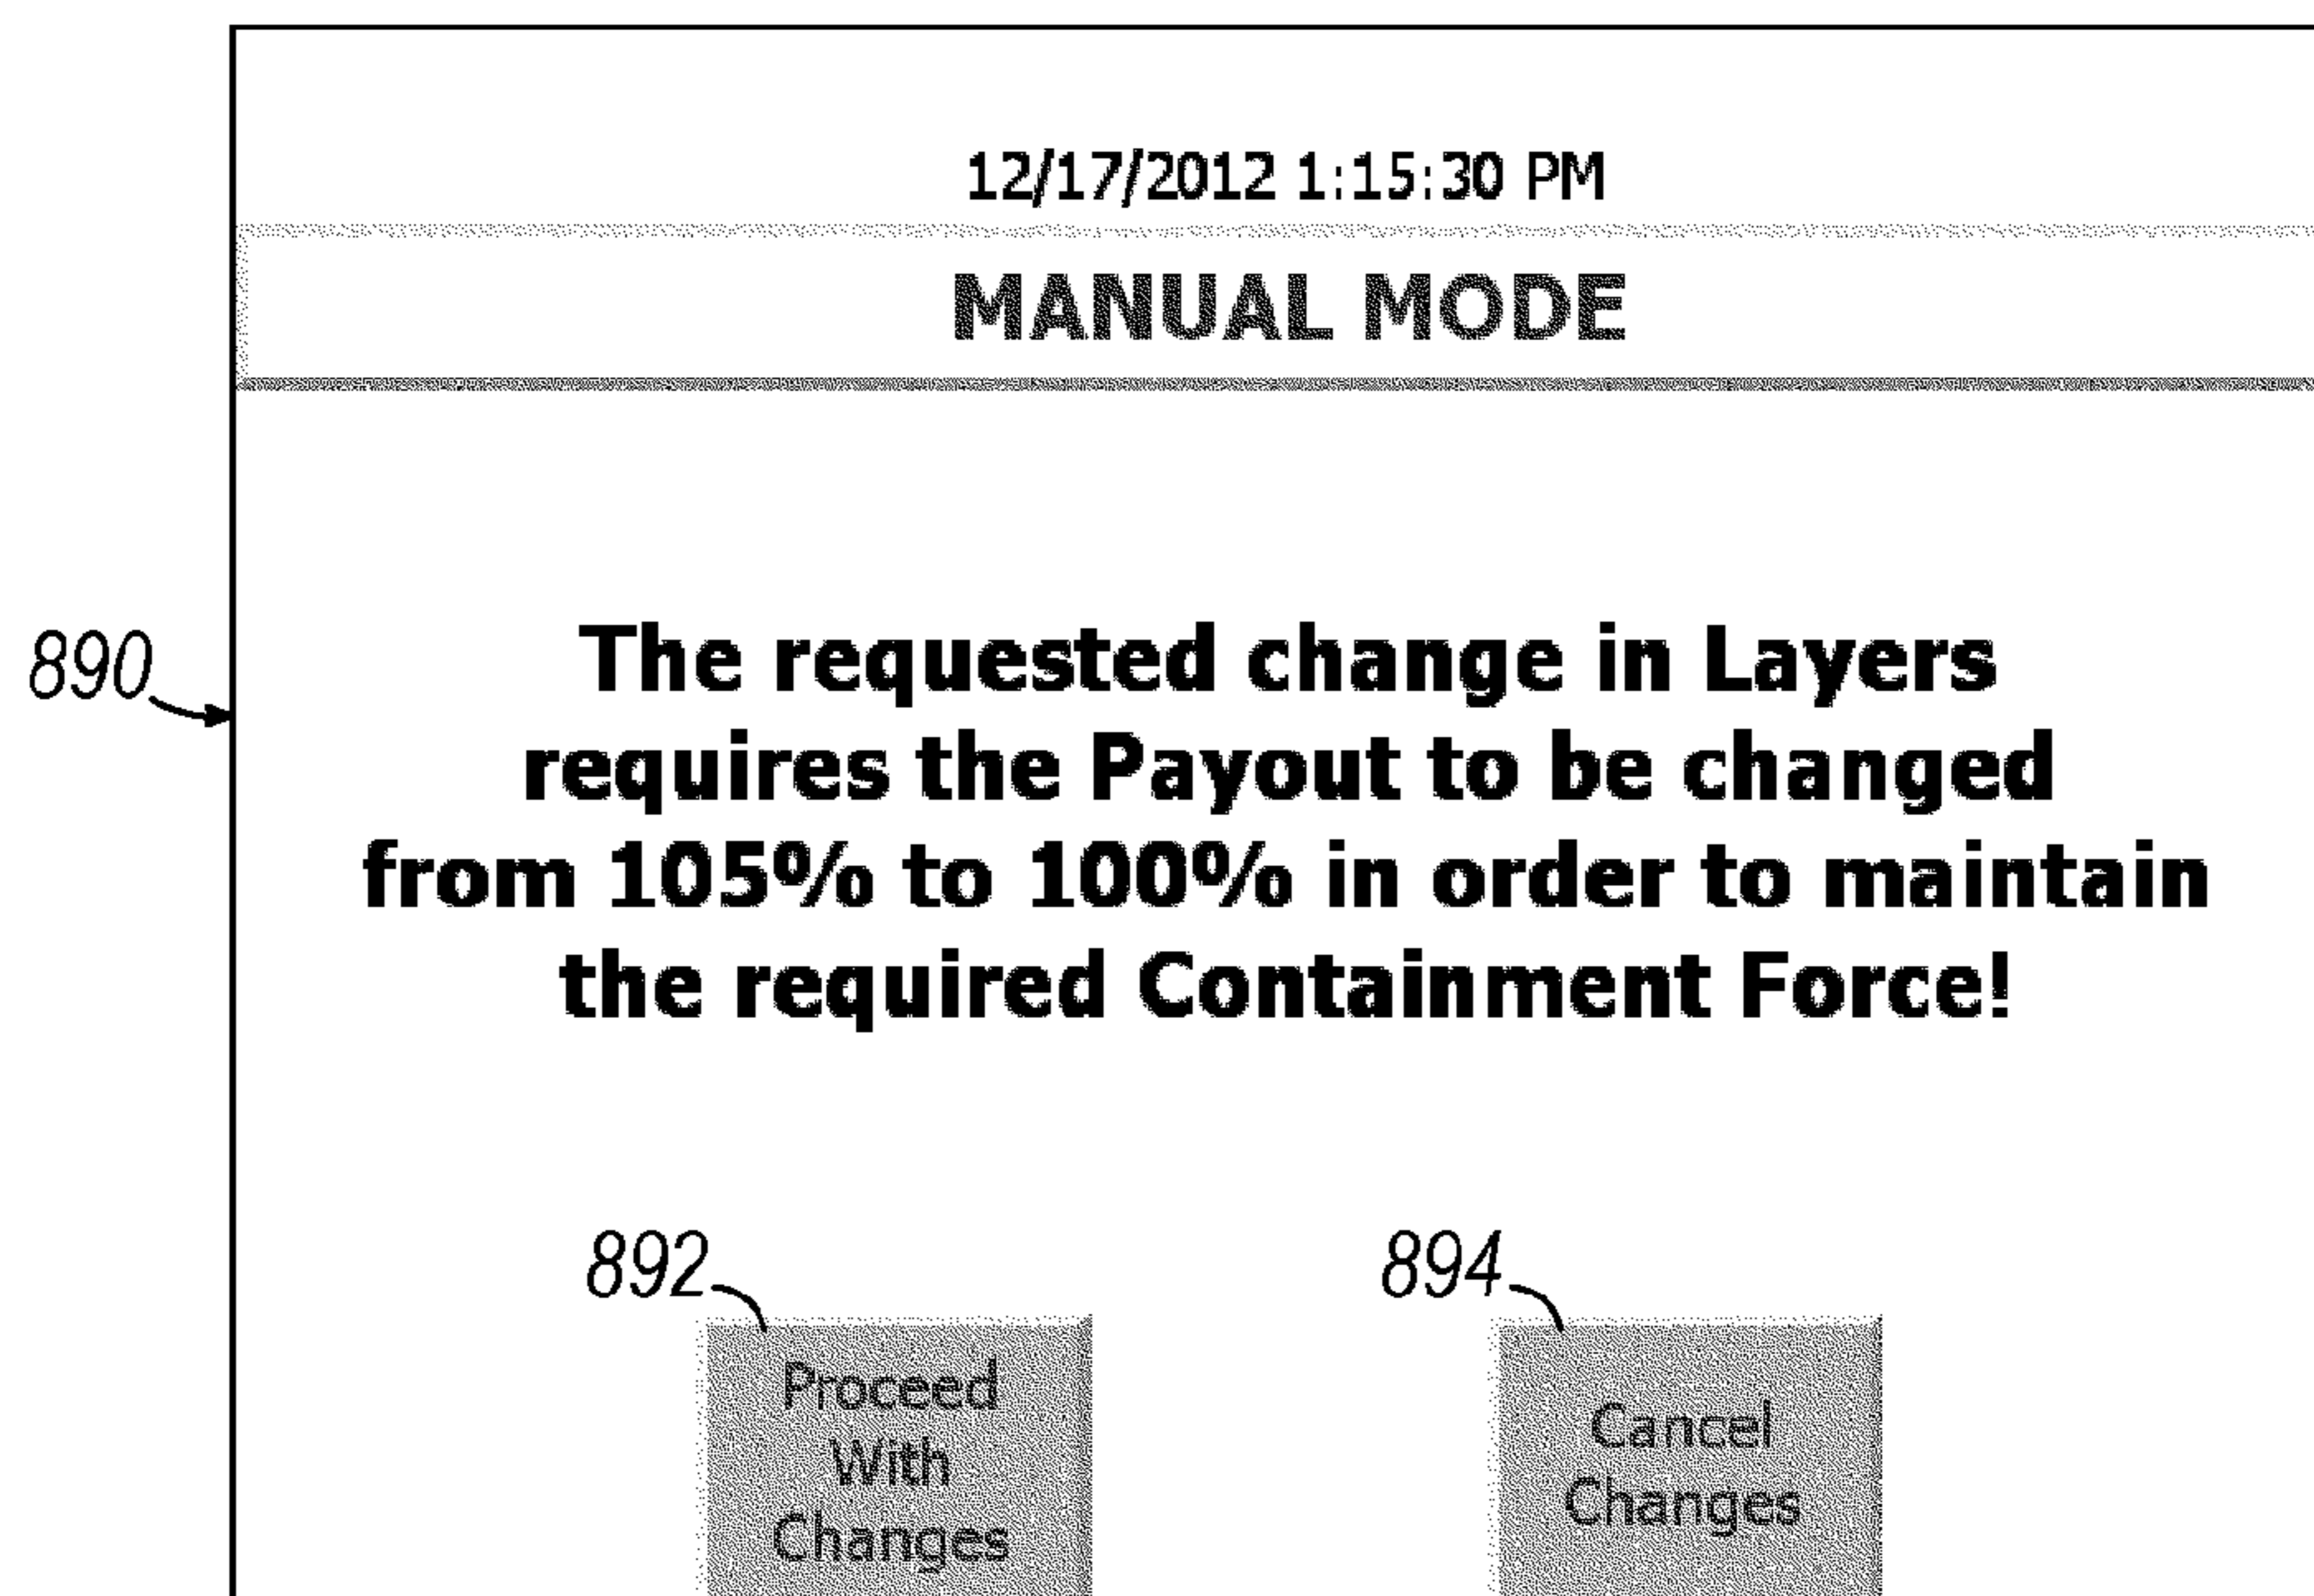 12/17/2012 1:15:30 PM
MANUAL MODE
890
The requested change in Layers
requires the Payout to be changed
from 105% to 100% in order to maintain
the required Containment Force!
892
894
Proceed
With
Changes
Cancel
Changes